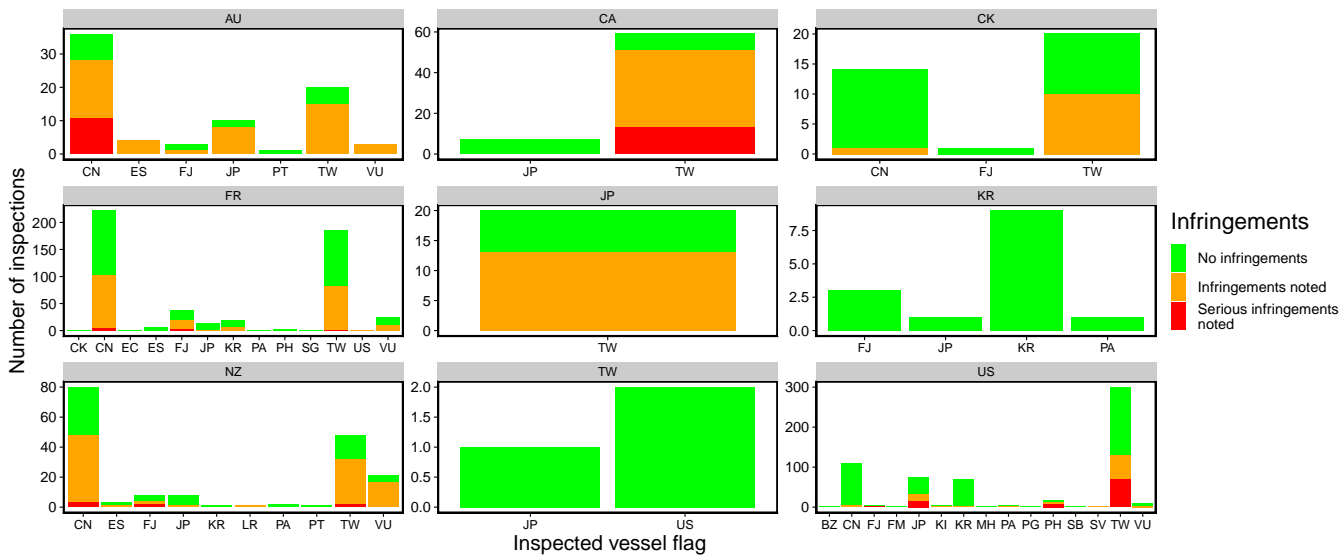 AU
CA
CK
30
20
10
0
CN ES FJ JP PT TW VU
60
40
20
0
JP TW
20
15
10
5
0
CN FJ TW
FR
JP
KR
200
150
100
50
0
CK CN EC ES FJ JP KR PA PH SG TW US VU
20
15
10
5
0
TW
7.5
5.0
2.5
0.0
FJ JP KR PA
NZ
TW
US
80
60
40
20
0
CN ES FJ JP KR LR PA PT TW VU
2.0
1.5
1.0
0.5
0.0
JP US
300
200
100
0
BZ CN FJ FM JP KI KR MH PA PG PH SB SV TW VU
Number of inspections
Inspected vessel flag
Infringements
No infringements
Infringements noted
Serious infringements
noted